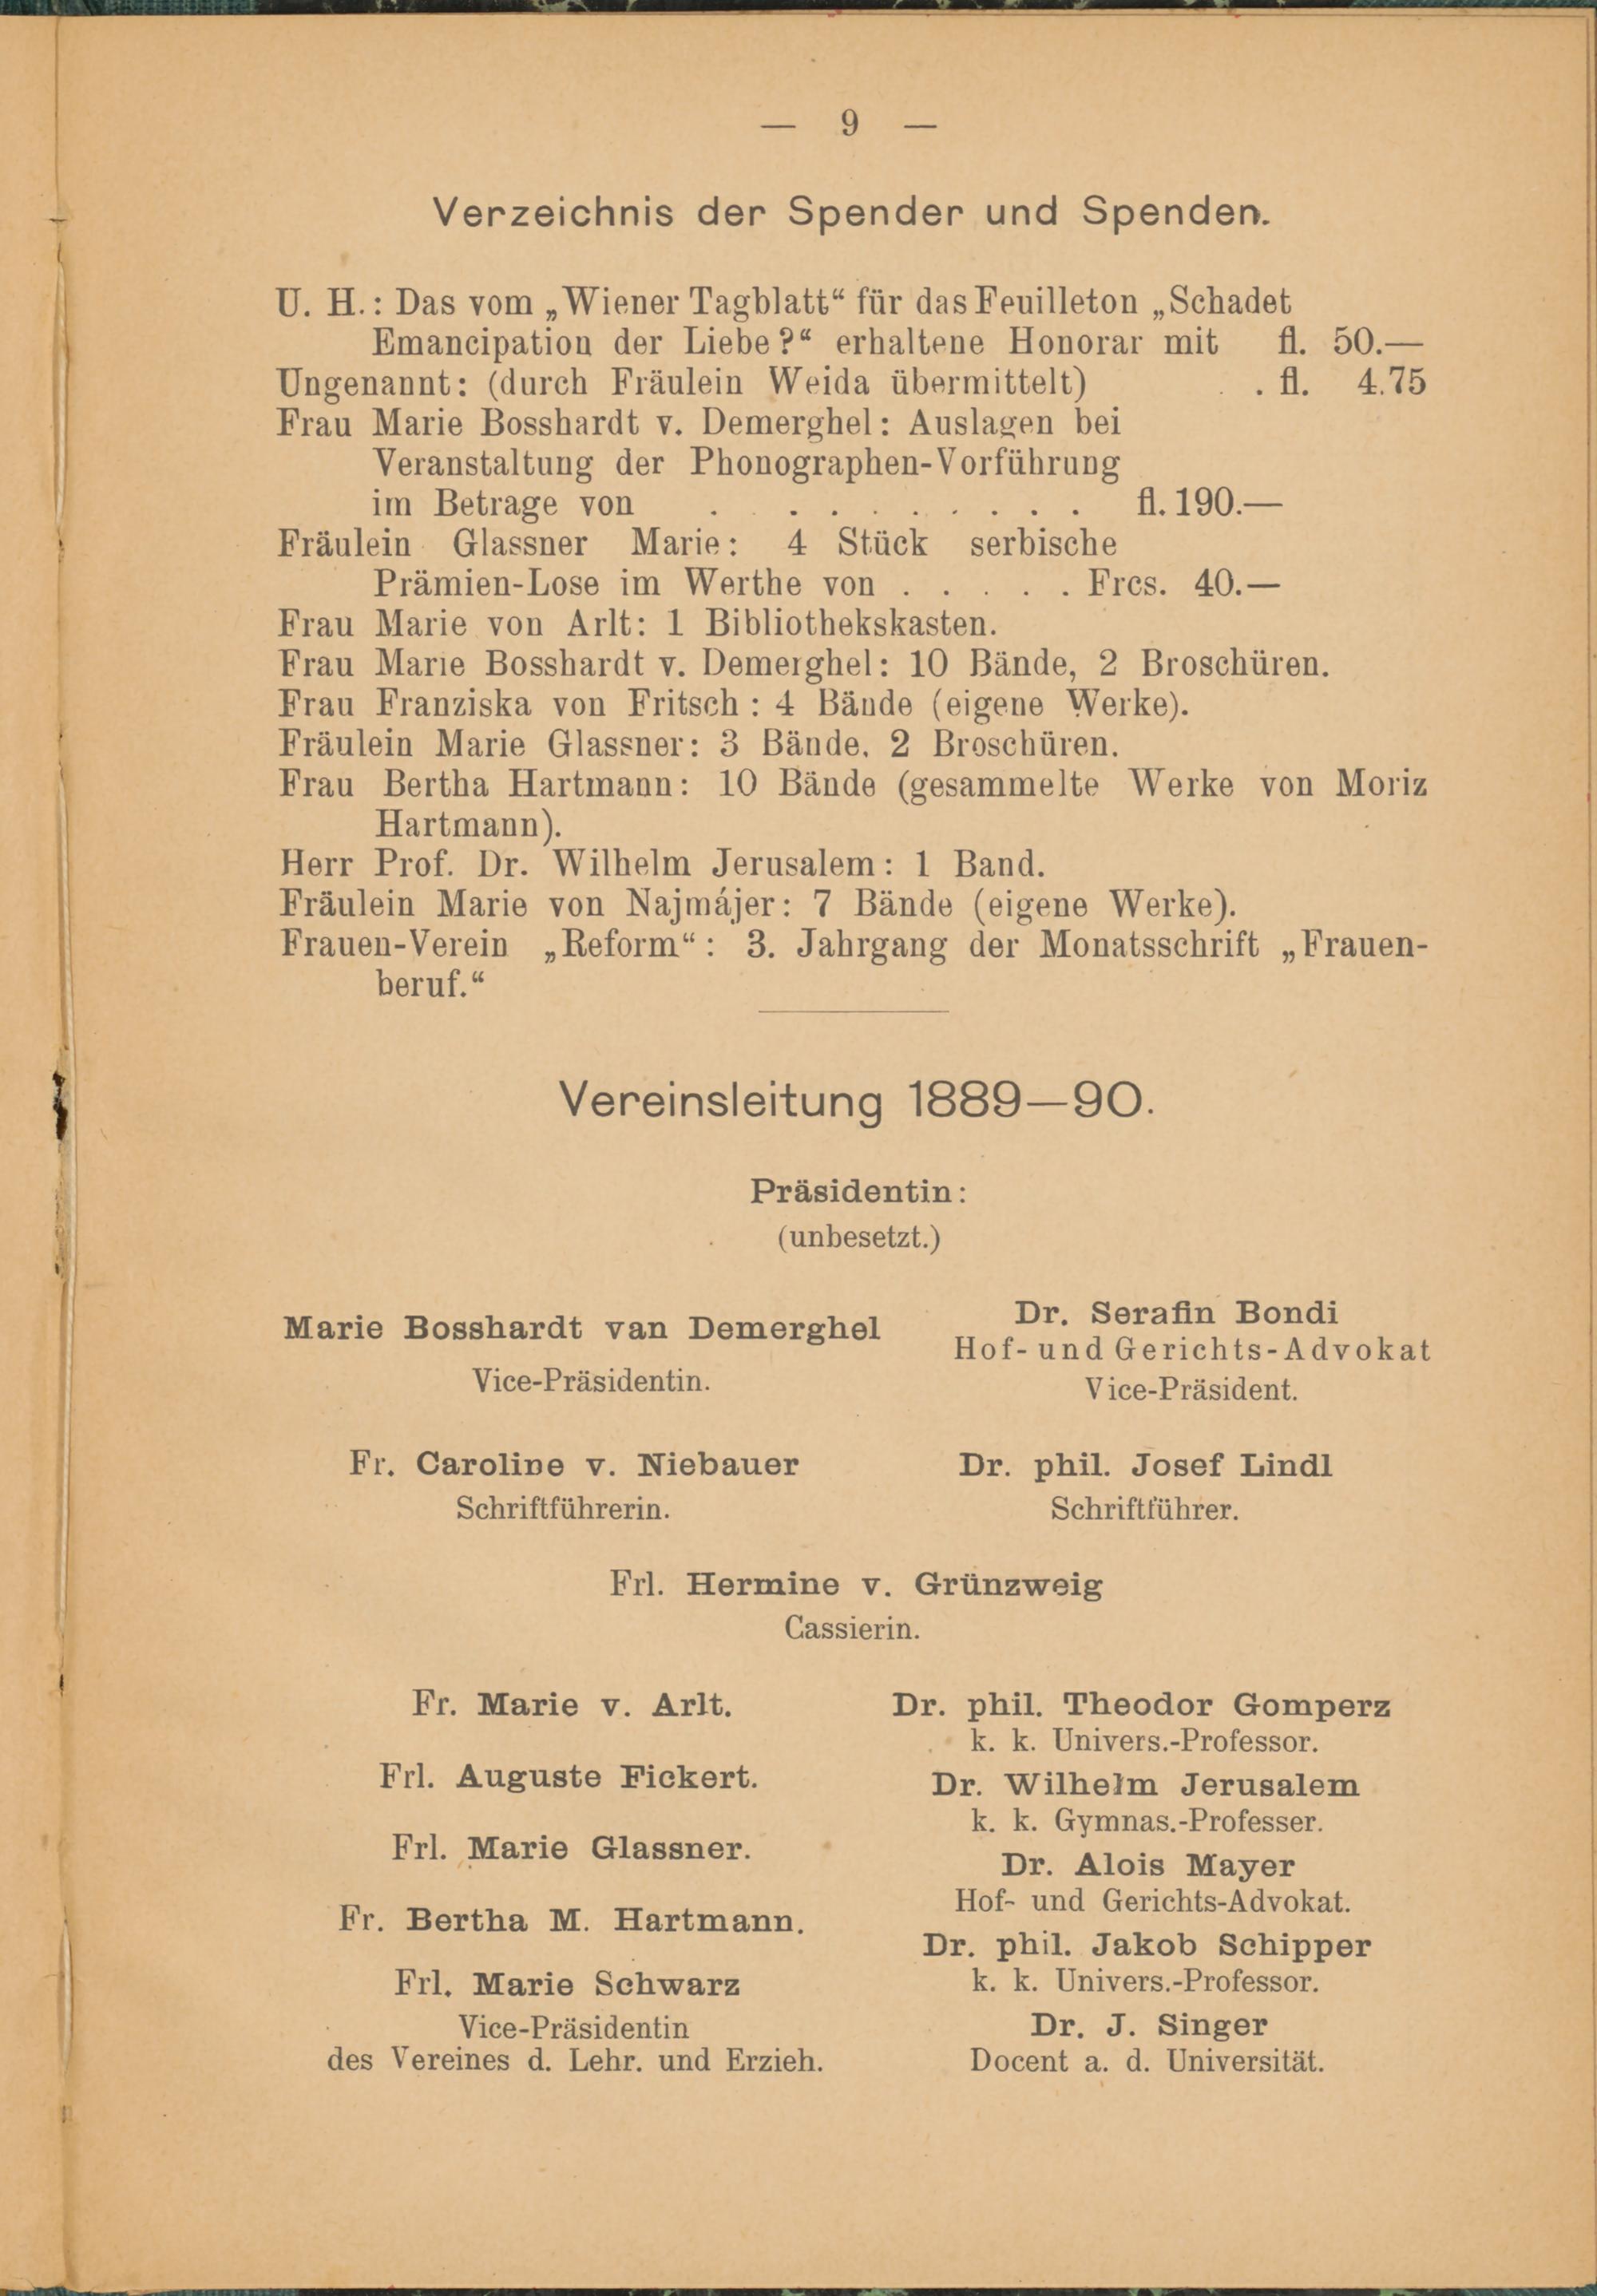 — 9 —
Verzeichnis der Spender und Spenden.
U. H.: Das vom „Wiener Tagblatt“ für das Feuilleton „Schadet
Emancipation der Liebe?“ erhaltene Honorar mit fl. 50.—
Ungenannt: (durch Fräulein Weida übermittelt) . fl. 4.75
Frau Marie Bosshardt v. Demerghel: Auslagen bei
Veranstaltung der Phonographen-Vorführung
im Betrage von . . . . . . . . . . fl. 190.—
Fräulein Glassner Marie: 4 Stück serbische
Prämien-Lose im Werthe von . . . . . Frcs. 40.—
Frau Marie von Arlt: 1 Bibliothekskasten.
Frau Marie Bosshardt v. Demerghel: 10 Bände, 2 Broschüren.
Frau Franziska von Fritsch : 4 Bände (eigene Werke).
Fräulein Marie Glassner: 3 Bände. 2 Broschüren.
Frau Bertha Hartmann: 10 Bände (gesammelte Werke von Moriz
Hartmann).
Herr Prof. Dr. Wilhelm Jerusalem : 1 Band.
Fräulein Marie von Najmájer: 7 Bände (eigene Werke).
Frauen-Verein „Reform“ : 3. Jahrgang der Monatsschrift „Frauen-
beruf.“
Vereinsleitung 1889—90.
Präsidentin:
(unbesetzt.)
Marie Bosshardt van Demerghel
Vice-Präsidentin.
Dr. Serafin Bondi
Hof- und Gerichts-Advokat
Vice-Präsident.
Fr. Caroline v. Niebauer
Schriftführerin.
Dr. phil. Josef Lindl
Schriftführer.
Frl. Hermine v. Grünzweig
Cassierin.
Fr. Marie v. Arlt.
Frl. Auguste Fickert.
Frl. Marie Glassner.
Fr. Bertha M. Hartmann.
Frl. Marie Schwarz
Vice-Präsidentin
des Vereines d. Lehr. und Erzieh.
Dr. phil. Theodor Gomperz
k. k. Univers.-Professor.
Dr. Wilhelm Jerusalem
k. k. Gymnas.-Professer.
Dr. Alois Mayer
Hof- und Gerichts-Advokat.
Dr. phil. Jakob Schipper
k. k. Univers.-Professor.
Dr. J. Singer
Docent a. d. Universität.